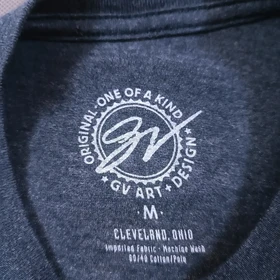 ORIGINAL-ONE OF A KIND
GV
★ GV ART + DESIGN ★
· M ·
CLEVELAND, OHIO
Imported Fabric - Machine Wash
60/40 Cotton/Poly